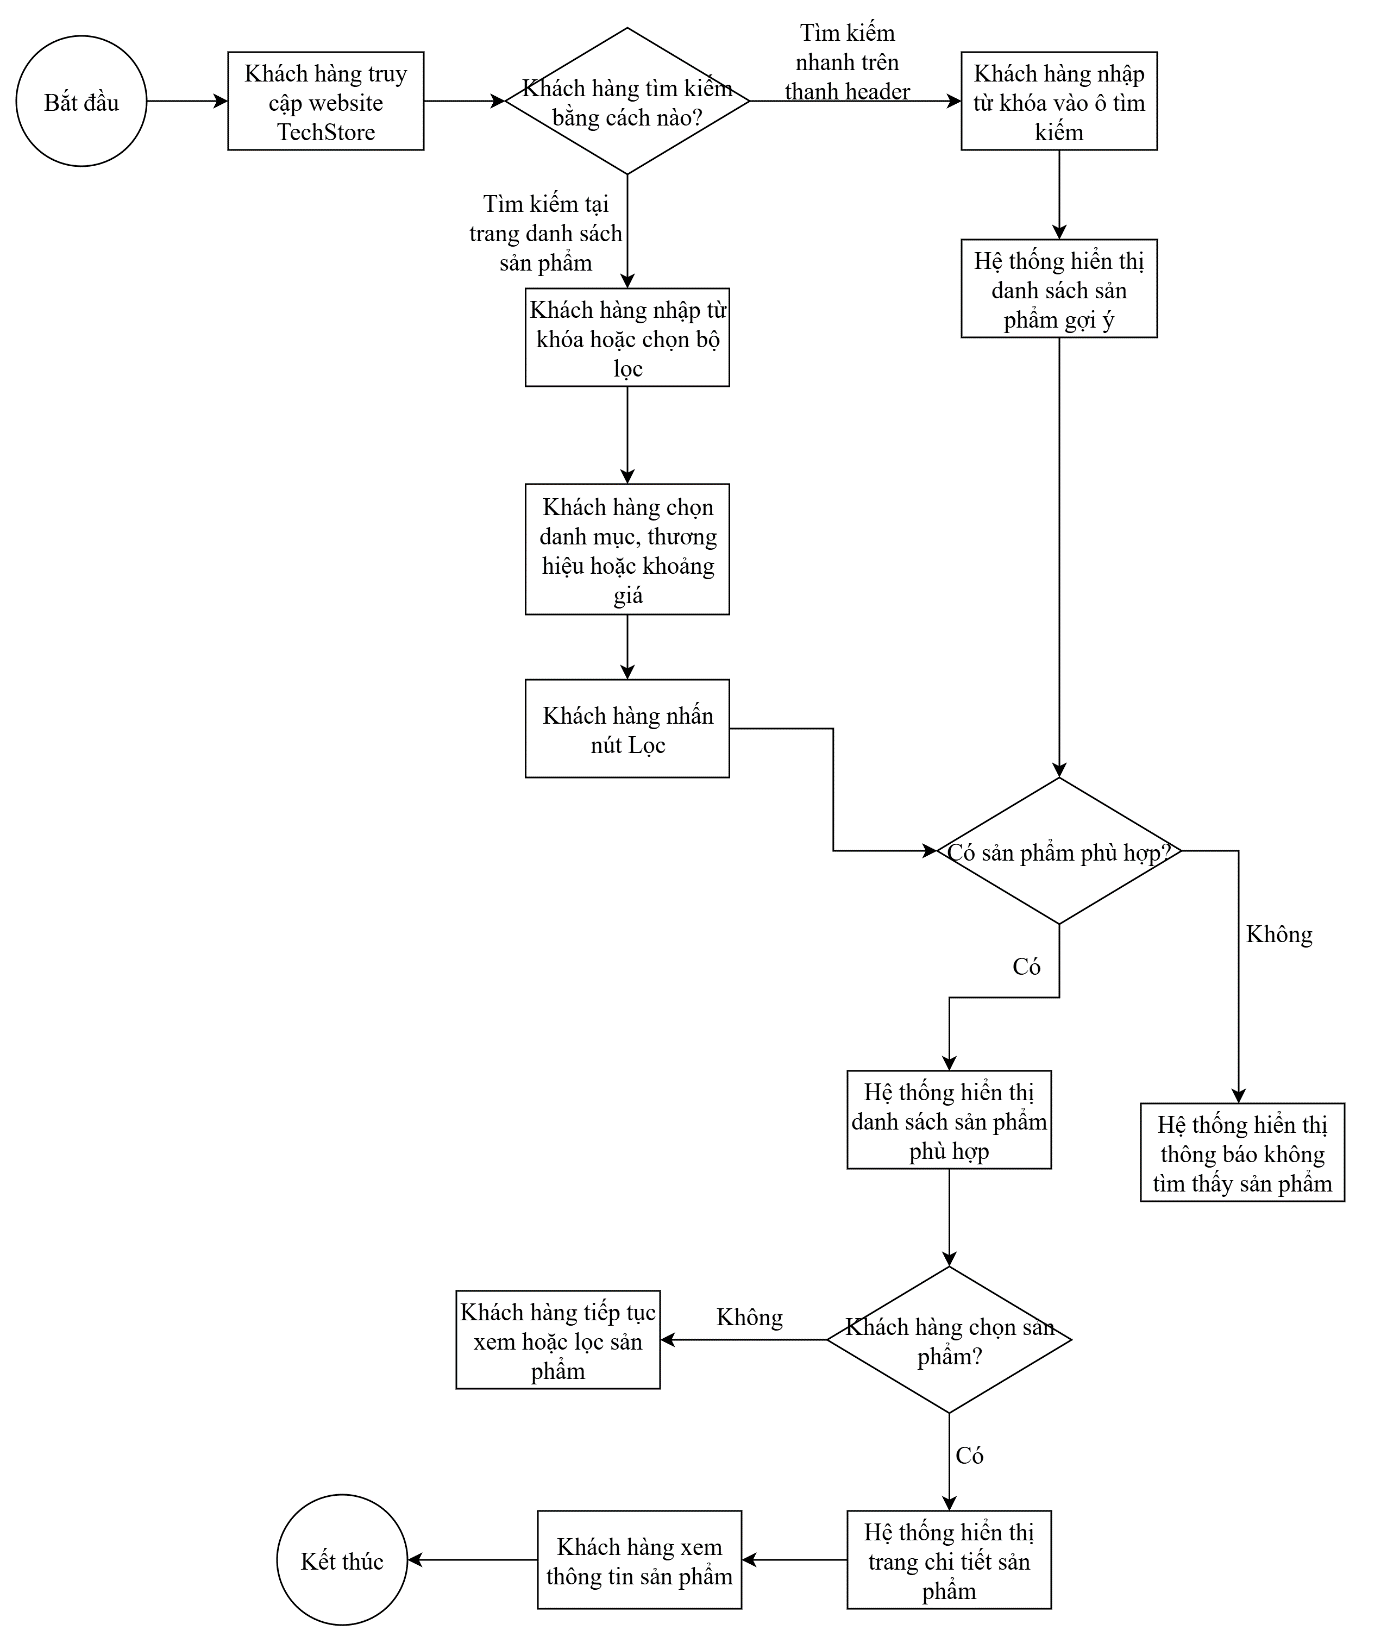 Bắt đầu
Khách hàng truy
cập website
TechStore
Khách hàng tìm kiếm
bằng cách nào?
Tìm kiếm
nhanh trên
thanh header
Khách hàng nhập
từ khóa vào ô tìm
kiếm
Tìm kiếm tại
trang danh sách
sản phẩm
Hệ thống hiển thị
danh sách sản
phẩm gợi ý
Khách hàng nhập từ
khóa hoặc chọn bộ
lọc
Khách hàng chọn
danh mục, thương
hiệu hoặc khoảng
giá
Khách hàng nhấn
nút Lọc
Có sản phẩm phù hợp?
Không
Có
Hệ thống hiển thị
danh sách sản phẩm
phù hợp
Hệ thống hiển thị
thông báo không
tìm thấy sản phẩm
Khách hàng chọn sản
phẩm?
Không
Khách hàng tiếp tục
xem hoặc lọc sản
phẩm
Có
Hệ thống hiển thị
trang chi tiết sản
phẩm
Khách hàng xem
thông tin sản phẩm
Kết thúc